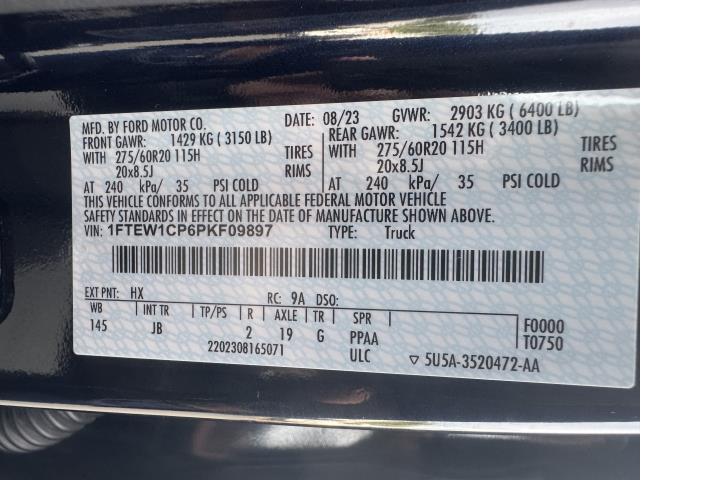 MFD. BY FORD MOTOR CO. DATE: 08/23 GVWR: 2903 KG ( 6400 LB)
FRONT GAWR: 1429 KG ( 3150 LB) REAR GAWR: 1542 KG ( 3400 LB)
WITH 275/60R20 115H TIRES WITH 275/60R20 115H TIRES
20x8.5J RIMS 20x8.5J RIMS
AT 240 kPa/ 35 PSI COLD AT 240 kPa/ 35 PSI COLD
THIS VEHICLE CONFORMS TO ALL APPLICABLE FEDERAL MOTOR VEHICLE
SAFETY STANDARDS IN EFFECT ON THE DATE OF MANUFACTURE SHOWN ABOVE.
VIN: 1FTEW1CP6PKF09897 TYPE: Truck
EXT PNT: HX RC: 9A DSO:
WB INT TR TP/PS R AXLE TR SPR F0000
145 JB 2 19 G PPAA T0750
2202308165071 ULC ▽ 5U5A-3520472-AA